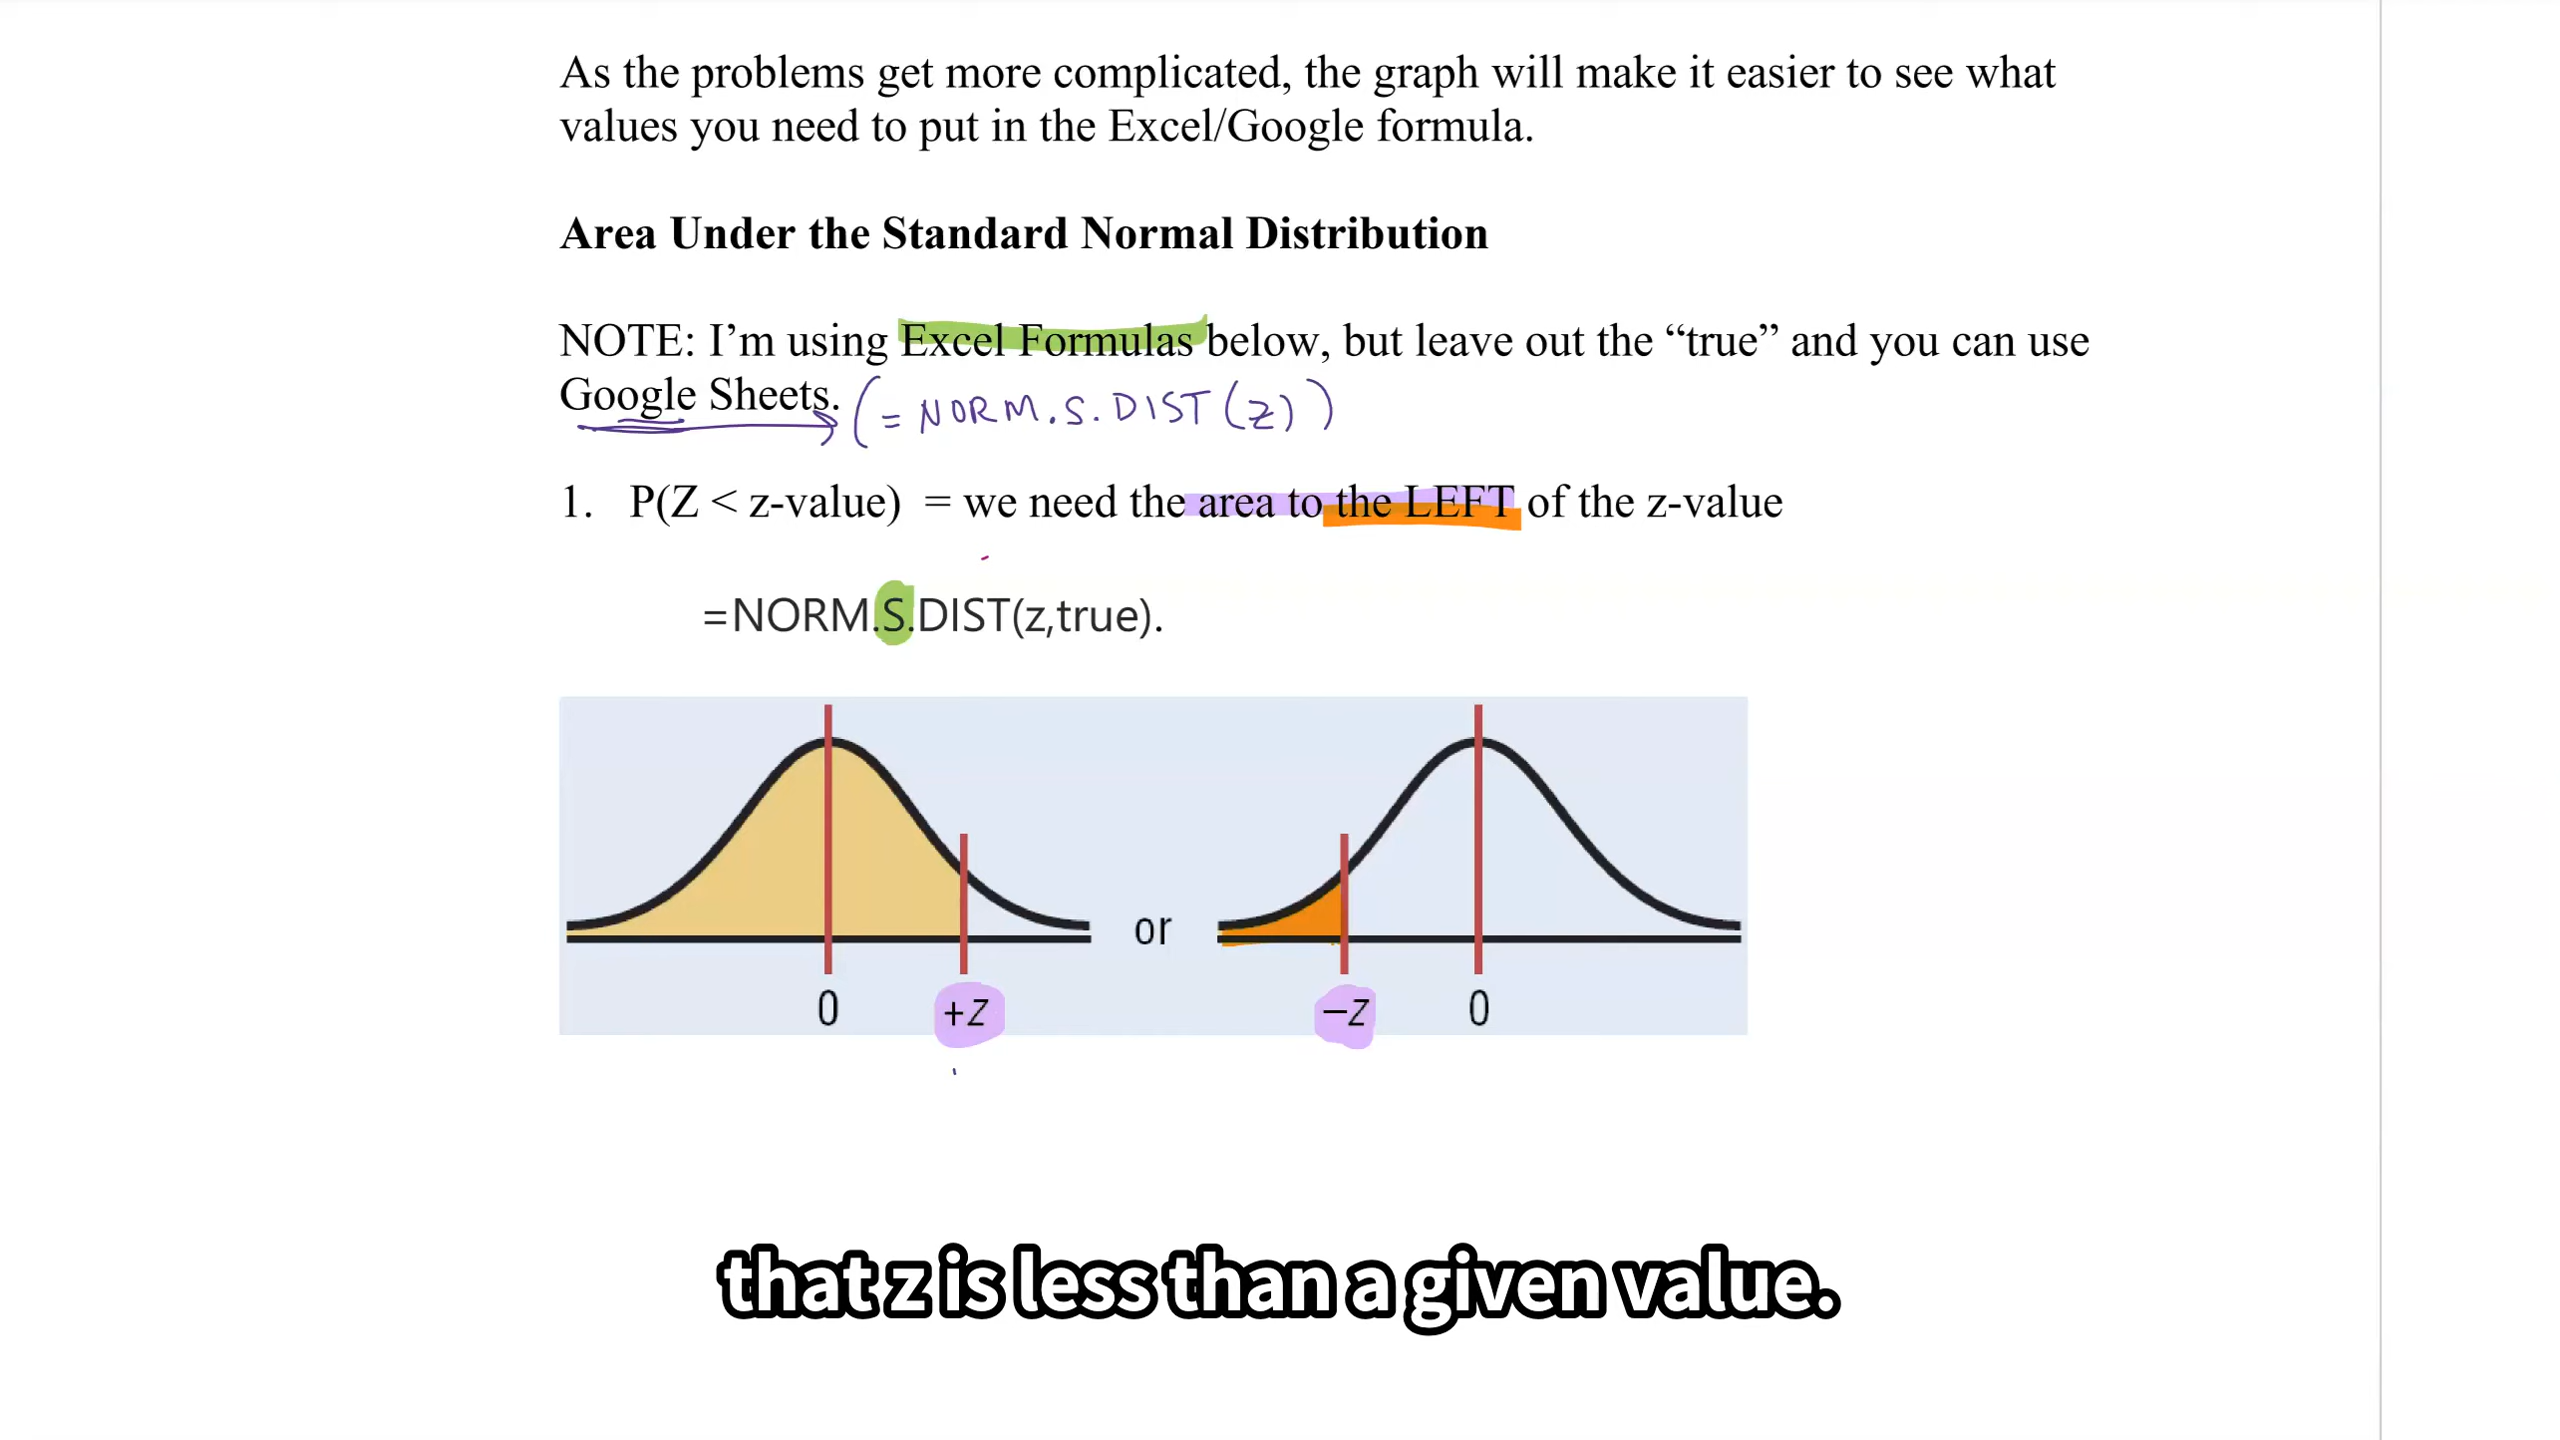 As the problems get more complicated, the graph will make it easier to see what
values you need to put in the Excel/Google formula.
Area Under the Standard Normal Distribution
NOTE: I’m using Excel Formulas below, but leave out the “true” and you can use
Google Sheets. (= NORM.S.DIST(z))
1. P(Z < z-value) = we need the area to the LEFT of the z-value
=NORM.S.DIST(z,true).
or
0 +z −z 0
that z is less than a given value.